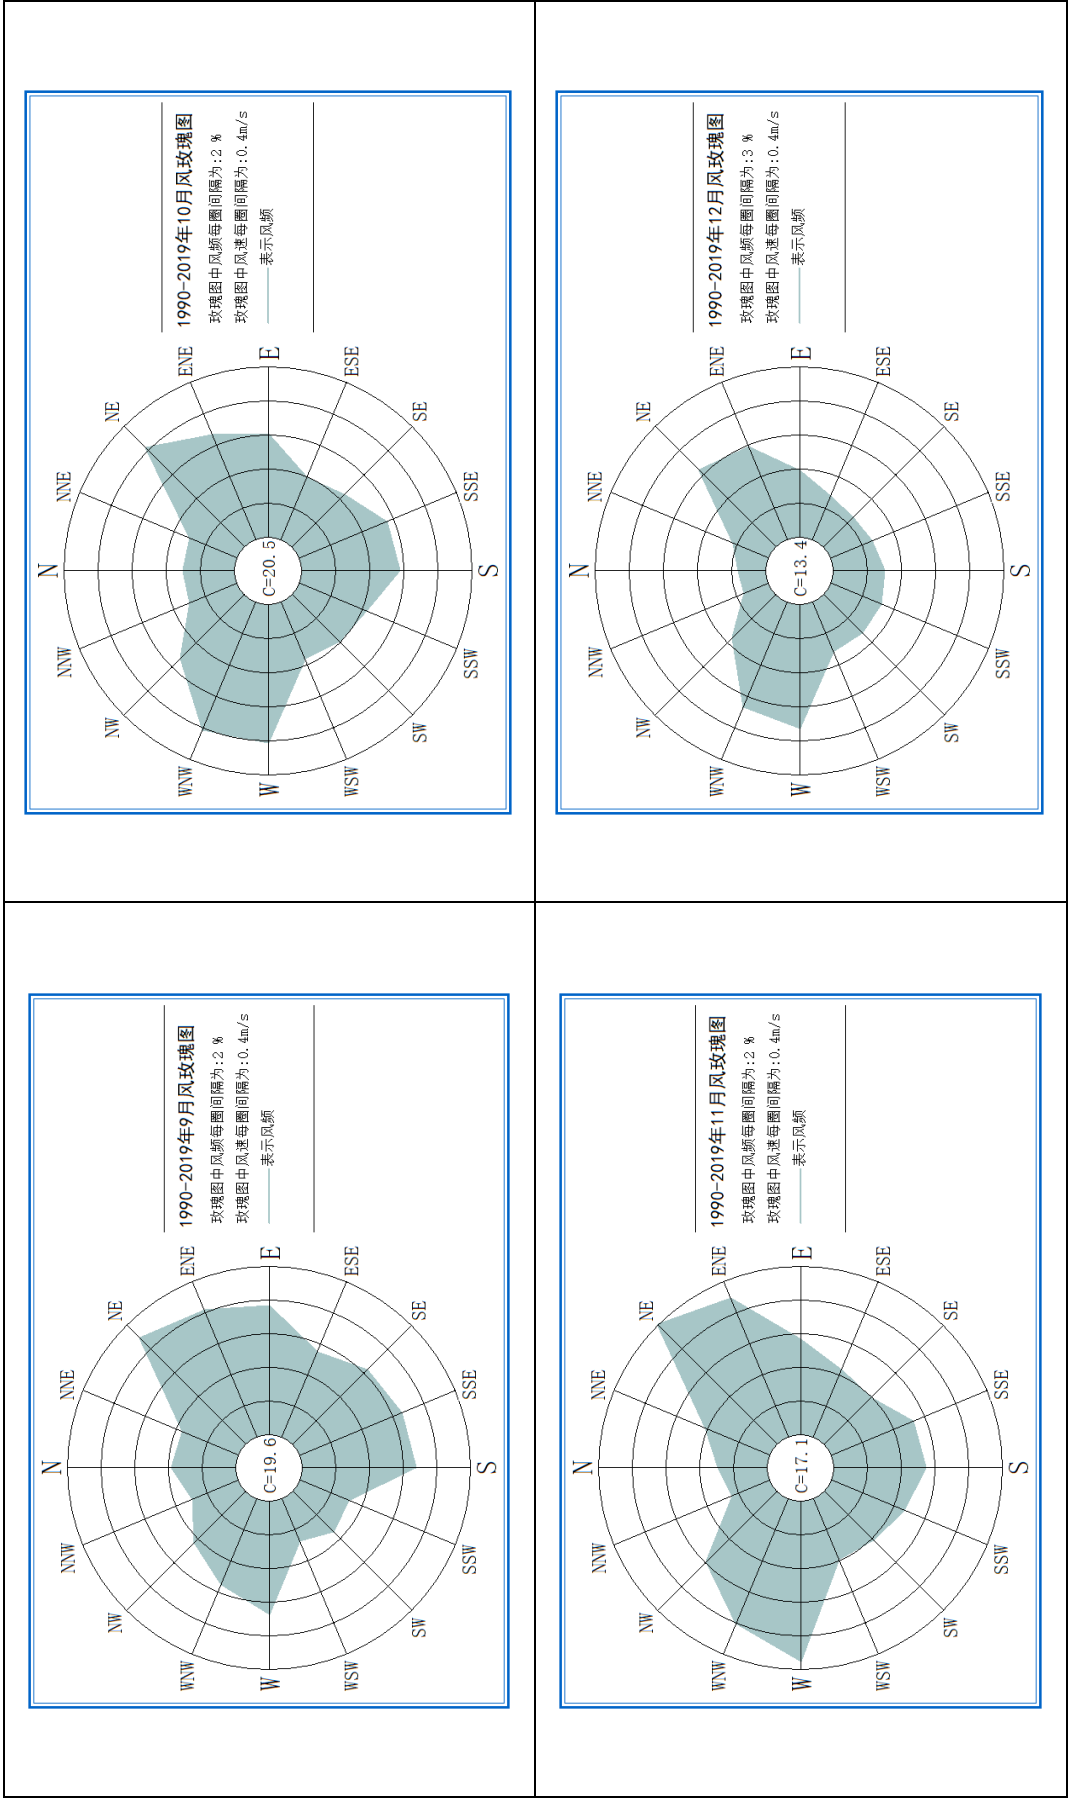 N
NNW
NNE
NW
NE
WNW
ENE
W
C=19.6
E
WSW
ESE
SW
SE
SSW
SSE
S
1990-2019年9月风玫瑰图
玫瑰图中风频每圈间隔为:2 %
玫瑰图中风速每圈间隔为:0.4m/s
表示风频
N
NNW
NNE
NW
NE
WNW
ENE
W
C=20.5
E
WSW
ESE
SW
SE
SSW
SSE
S
1990-2019年10月风玫瑰图
玫瑰图中风频每圈间隔为:2 %
玫瑰图中风速每圈间隔为:0.4m/s
表示风频
N
NNW
NNE
NW
NE
WNW
ENE
W
C=17.1
E
WSW
ESE
SW
SE
SSW
SSE
S
1990-2019年11月风玫瑰图
玫瑰图中风频每圈间隔为:2 %
玫瑰图中风速每圈间隔为:0.4m/s
表示风频
N
NNW
NNE
NW
NE
WNW
ENE
W
C=13.4
E
WSW
ESE
SW
SE
SSW
SSE
S
1990-2019年12月风玫瑰图
玫瑰图中风频每圈间隔为:3 %
玫瑰图中风速每圈间隔为:0.4m/s
表示风频